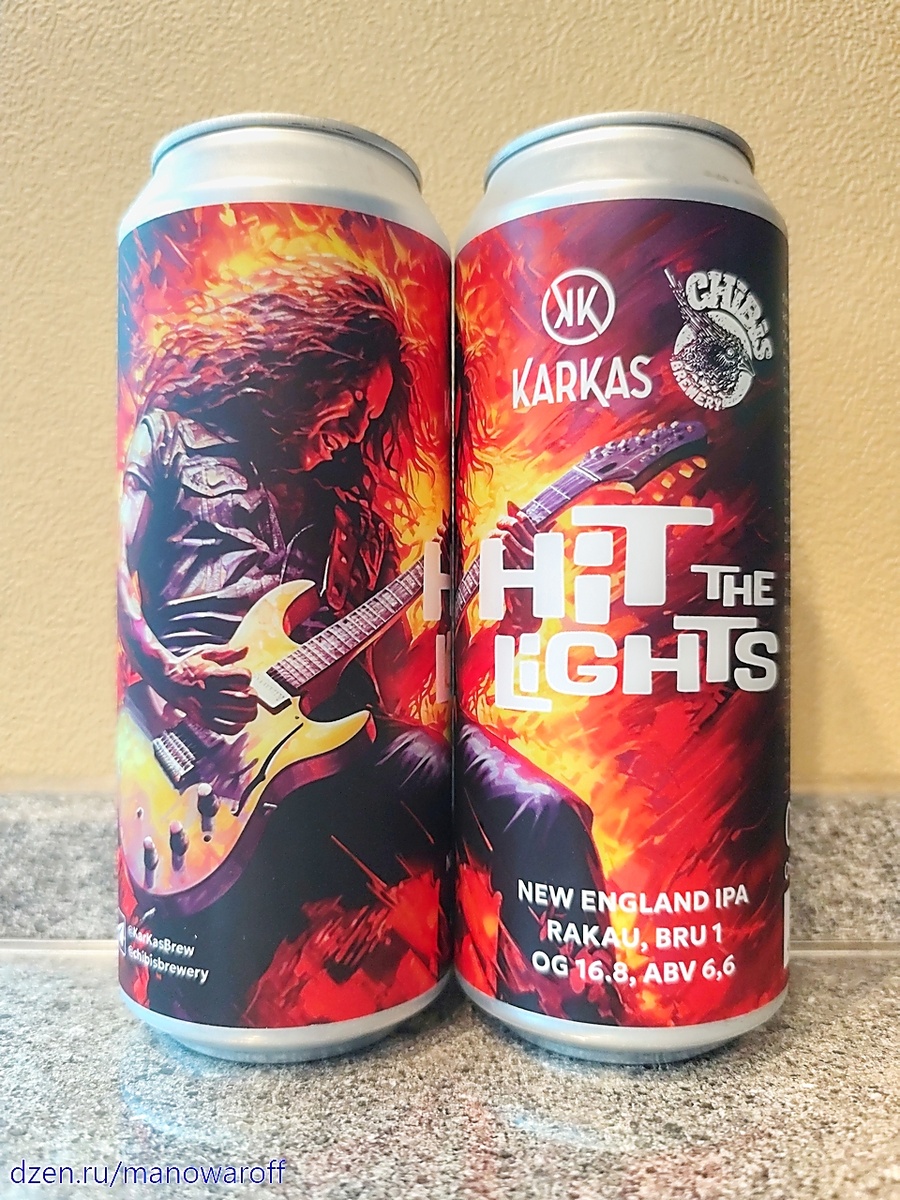 KK
KARKAS
CHiBiS
BREWERY
HiT THE
LiGHTS
NEW ENGLAND IPA
RAKAU, BRU 1
OG 16.8, ABV 6,6
@KarKasBrew
@chibisbrewery
dzen.ru/manowaroff